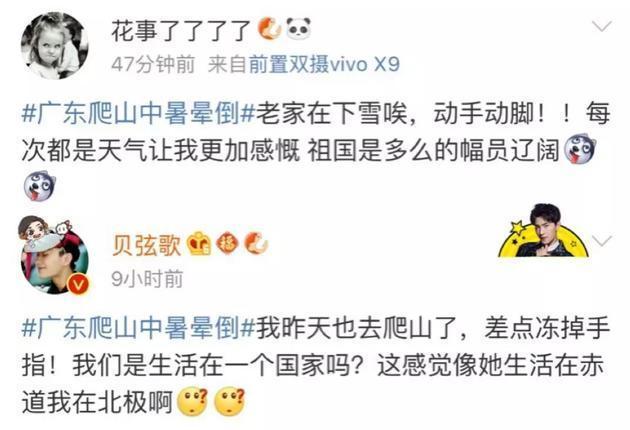 花事了了了了
47分钟前 来自前置双摄vivo X9
#广东爬山中暑晕倒#老家在下雪唉，动手动脚！！每
次都是天气让我更加感慨 祖国是多么的幅员辽阔
贝弦歌 福
9小时前
#广东爬山中暑晕倒#我昨天也去爬山了，差点冻掉手
指！我们是生活在一个国家吗？这感觉像她生活在赤
道我在北极啊